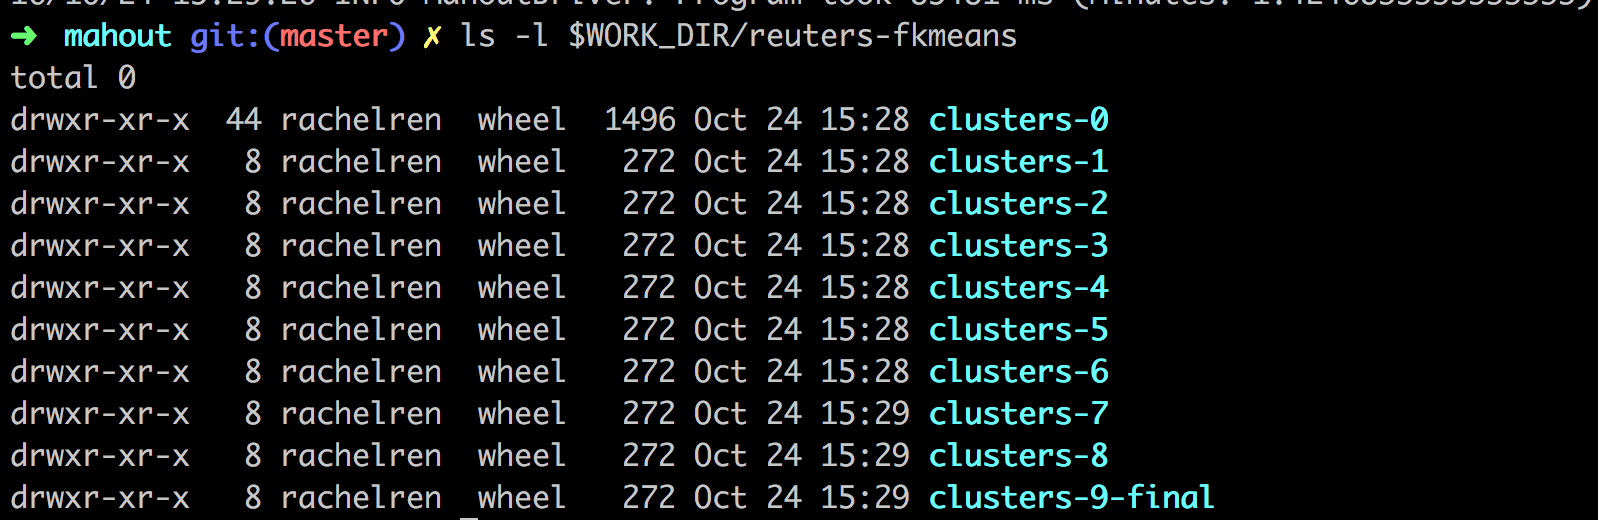 ➜ mahout git:(master) ✗ ls -l $WORK_DIR/reuters-fkmeans
total 0
drwxr-xr-x 44 rachelren wheel 1496 Oct 24 15:28 clusters-0
drwxr-xr-x 8 rachelren wheel 272 Oct 24 15:28 clusters-1
drwxr-xr-x 8 rachelren wheel 272 Oct 24 15:28 clusters-2
drwxr-xr-x 8 rachelren wheel 272 Oct 24 15:28 clusters-3
drwxr-xr-x 8 rachelren wheel 272 Oct 24 15:28 clusters-4
drwxr-xr-x 8 rachelren wheel 272 Oct 24 15:28 clusters-5
drwxr-xr-x 8 rachelren wheel 272 Oct 24 15:28 clusters-6
drwxr-xr-x 8 rachelren wheel 272 Oct 24 15:29 clusters-7
drwxr-xr-x 8 rachelren wheel 272 Oct 24 15:29 clusters-8
drwxr-xr-x 8 rachelren wheel 272 Oct 24 15:29 clusters-9-final